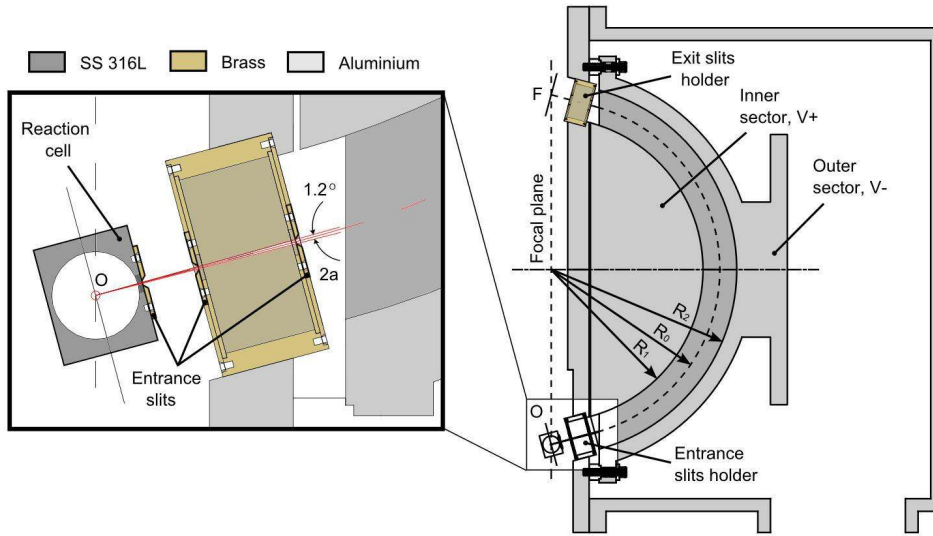 SS 316L
Brass
Aluminium
Reaction
cell
O
1.2°
2a
Entrance
slits
F
Exit slits
holder
Inner
sector, V+
Outer
sector, V-
Focal plane
R₂
R₀
R₁
O
Entrance
slits holder